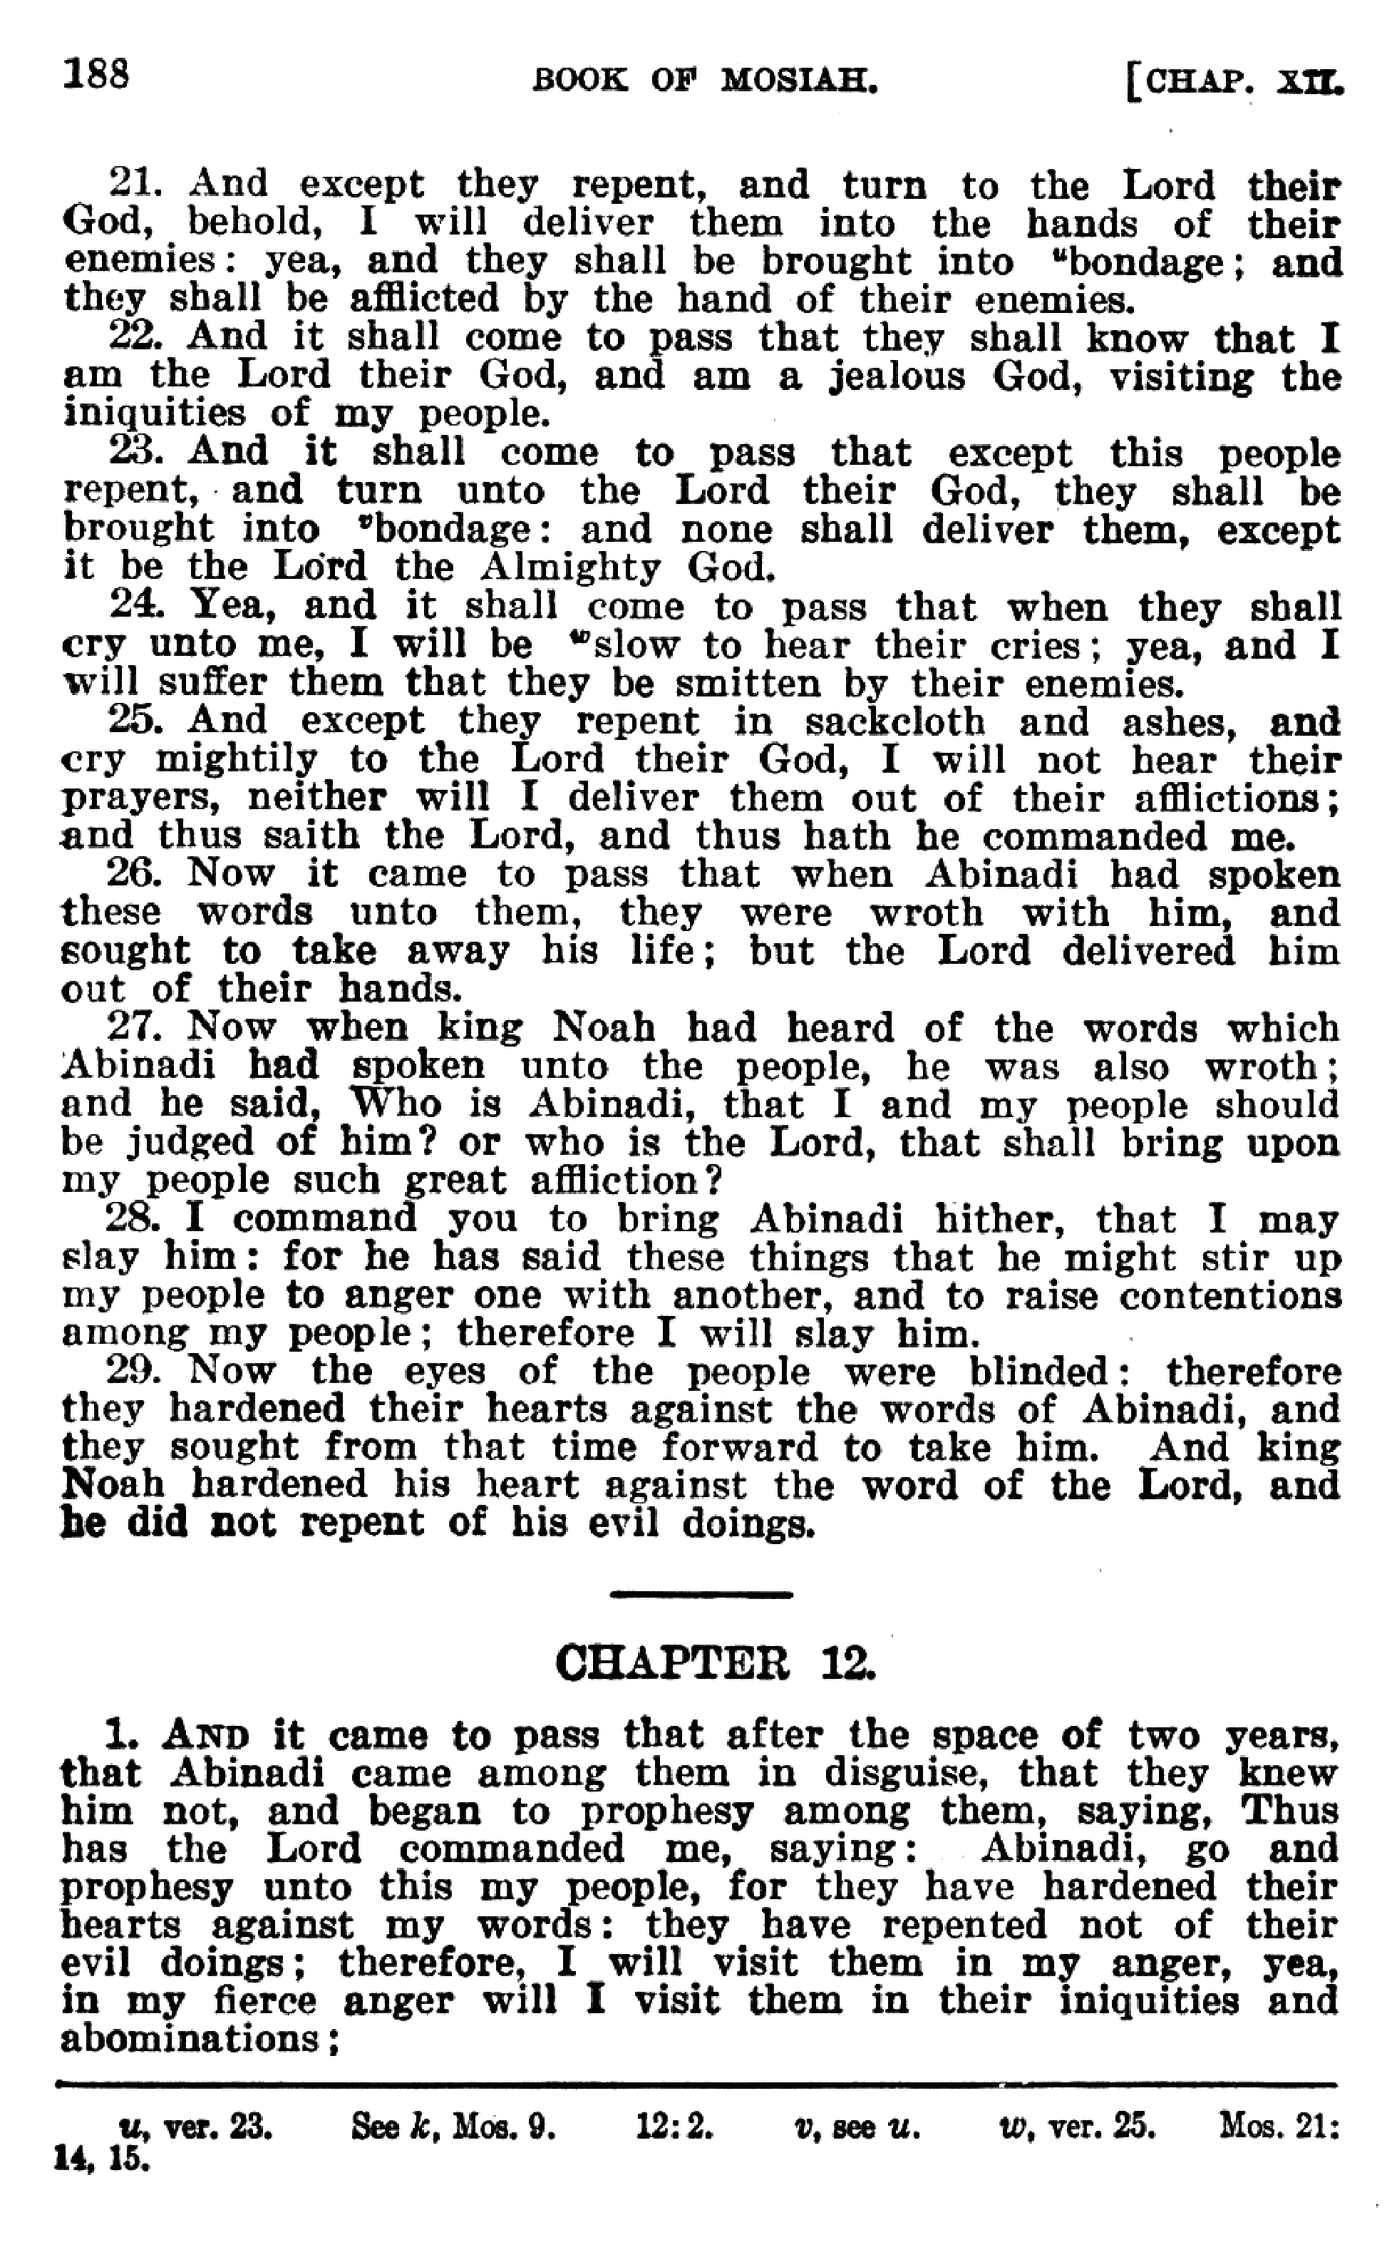 188 BOOK OF MOSIAH. [CHAP. XII.
21. And except they repent, and turn to the Lord their
God, behold, I will deliver them into the hands of their
enemies: yea, and they shall be brought into ᵘbondage; and
they shall be afflicted by the hand of their enemies.
22. And it shall come to pass that they shall know that I
am the Lord their God, and am a jealous God, visiting the
iniquities of my people.
23. And it shall come to pass that except this people
repent, and turn unto the Lord their God, they shall be
brought into ᵛbondage: and none shall deliver them, except
it be the Lord the Almighty God.
24. Yea, and it shall come to pass that when they shall
cry unto me, I will be ʷslow to hear their cries; yea, and I
will suffer them that they be smitten by their enemies.
25. And except they repent in sackcloth and ashes, and
cry mightily to the Lord their God, I will not hear their
prayers, neither will I deliver them out of their afflictions;
and thus saith the Lord, and thus hath he commanded me.
26. Now it came to pass that when Abinadi had spoken
these words unto them, they were wroth with him, and
sought to take away his life; but the Lord delivered him
out of their hands.
27. Now when king Noah had heard of the words which
Abinadi had spoken unto the people, he was also wroth;
and he said, Who is Abinadi, that I and my people should
be judged of him? or who is the Lord, that shall bring upon
my people such great affliction?
28. I command you to bring Abinadi hither, that I may
slay him: for he has said these things that he might stir up
my people to anger one with another, and to raise contentions
among my people; therefore I will slay him.
29. Now the eyes of the people were blinded: therefore
they hardened their hearts against the words of Abinadi, and
they sought from that time forward to take him. And king
Noah hardened his heart against the word of the Lord, and
he did not repent of his evil doings.
CHAPTER 12.
1. AND it came to pass that after the space of two years,
that Abinadi came among them in disguise, that they knew
him not, and began to prophesy among them, saying, Thus
has the Lord commanded me, saying: Abinadi, go and
prophesy unto this my people, for they have hardened their
hearts against my words: they have repented not of their
evil doings; therefore, I will visit them in my anger, yea,
in my fierce anger will I visit them in their iniquities and
abominations;
u, ver. 23. See k, Mos. 9. 12:2. v, see u. w, ver. 25. Mos. 21:
14, 15.